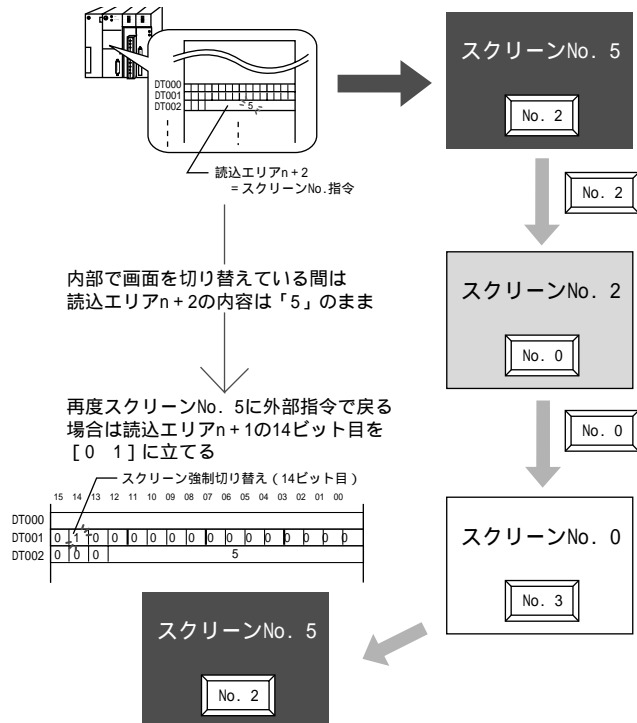 スクリーンNo. 5
No. 2
DT000
DT001
DT002
5
読込エリアn+2
=スクリーンNo.指令
No. 2
内部で画面を切り替えている間は
読込エリアn+2の内容は「5」のまま
スクリーンNo. 2
No. 0
再度スクリーンNo. 5に外部指令で戻る
場合は読込エリアn+1の14ビット目を
[0 1]に立てる
No. 0
スクリーン強制切り替え(14ビット目)
15 14 13 12 11 10 09 08 07 06 05 04 03 02 01 00
DT000
DT001 0 1 0 0 0 0 0 0 0 0 0 0 0 0 0 0
DT002 0 0 0 5
スクリーンNo. 0
No. 3
スクリーンNo. 5
No. 2